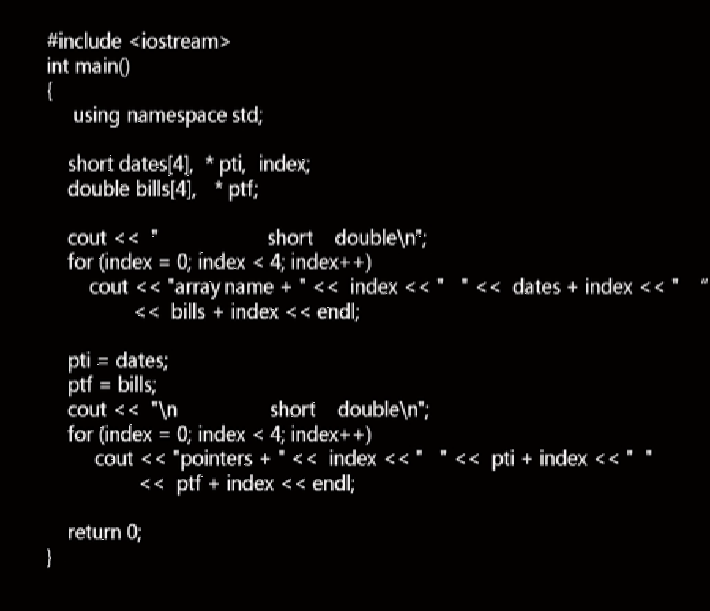 #include <iostream>
int main()
{
using namespace std;
short dates[4], * pti, index;
double bills[4], * ptf;
cout << "              short    double\n";
for (index = 0; index < 4; index++)
cout << "array name + " << index << "  " << dates + index << "   "
<< bills + index << endl;
pti = dates;
ptf = bills;
cout << "\n              short    double\n";
for (index = 0; index < 4; index++)
cout << "pointers + " << index << "  " << pti + index << "  "
<< ptf + index << endl;
return 0;
}